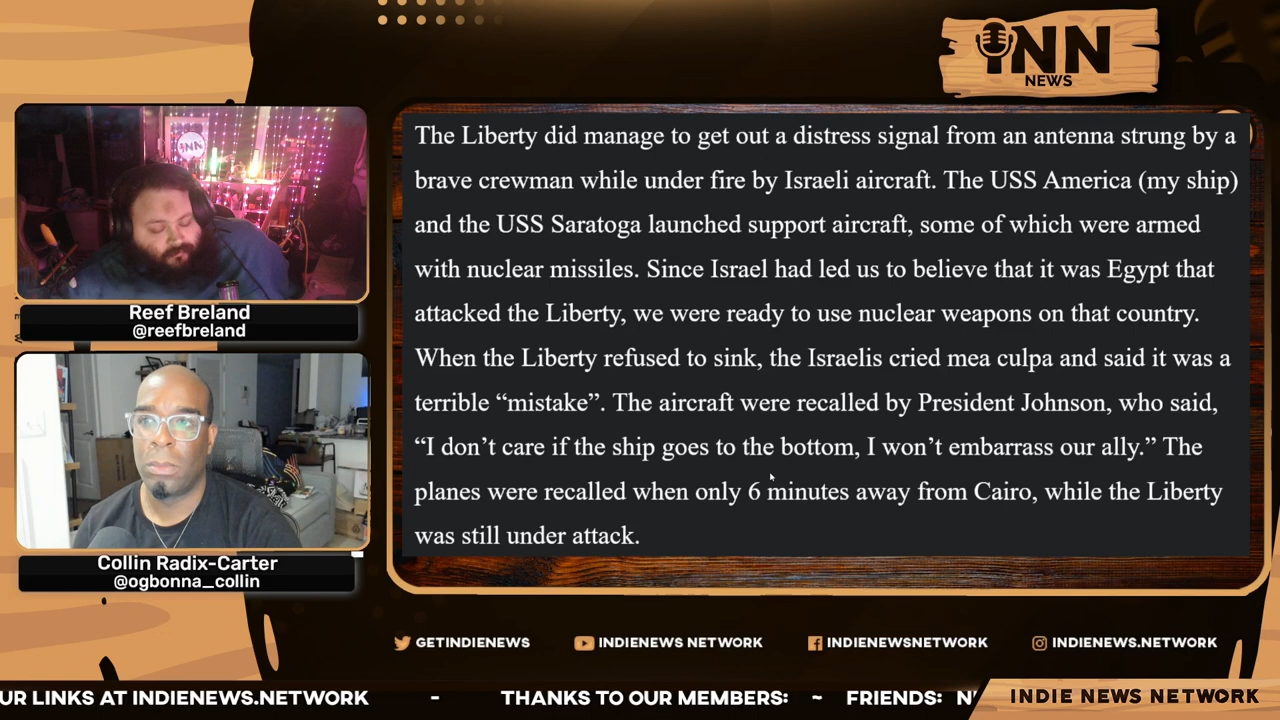 INN
NEWS
INN
The Liberty did manage to get out a distress signal from an antenna strung by a
brave crewman while under fire by Israeli aircraft. The USS America (my ship)
and the USS Saratoga launched support aircraft, some of which were armed
with nuclear missiles. Since Israel had led us to believe that it was Egypt that
attacked the Liberty, we were ready to use nuclear weapons on that country.
When the Liberty refused to sink, the Israelis cried mea culpa and said it was a
terrible “mistake”. The aircraft were recalled by President Johnson, who said,
“I don’t care if the ship goes to the bottom, I won’t embarrass our ally.” The
planes were recalled when only 6 minutes away from Cairo, while the Liberty
was still under attack.
Reef Breland
@reefbreland
Collin Radix-Carter
@ogbonna_collin
GETINDIENEWS
INDIENEWS NETWORK
INDIENEWSNETWORK
INDIENEWS.NETWORK
UR LINKS AT INDIENEWS.NETWORK - THANKS TO OUR MEMBERS: ~ FRIENDS:
INDIE NEWS NETWORK